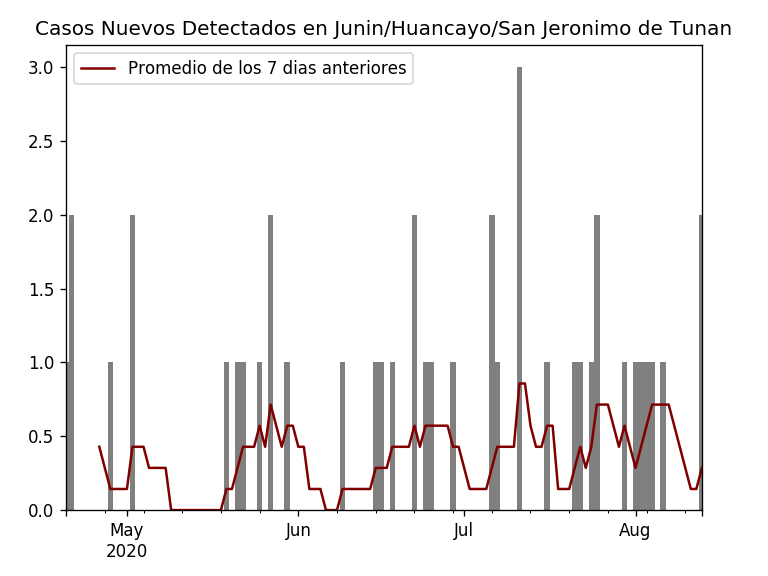 Casos Nuevos Detectados en Junin/Huancayo/San Jeronimo de Tunan
Promedio de los 7 dias anteriores
3.0
2.5
2.0
1.5
1.0
0.5
0.0
May Jun Jul Aug
2020